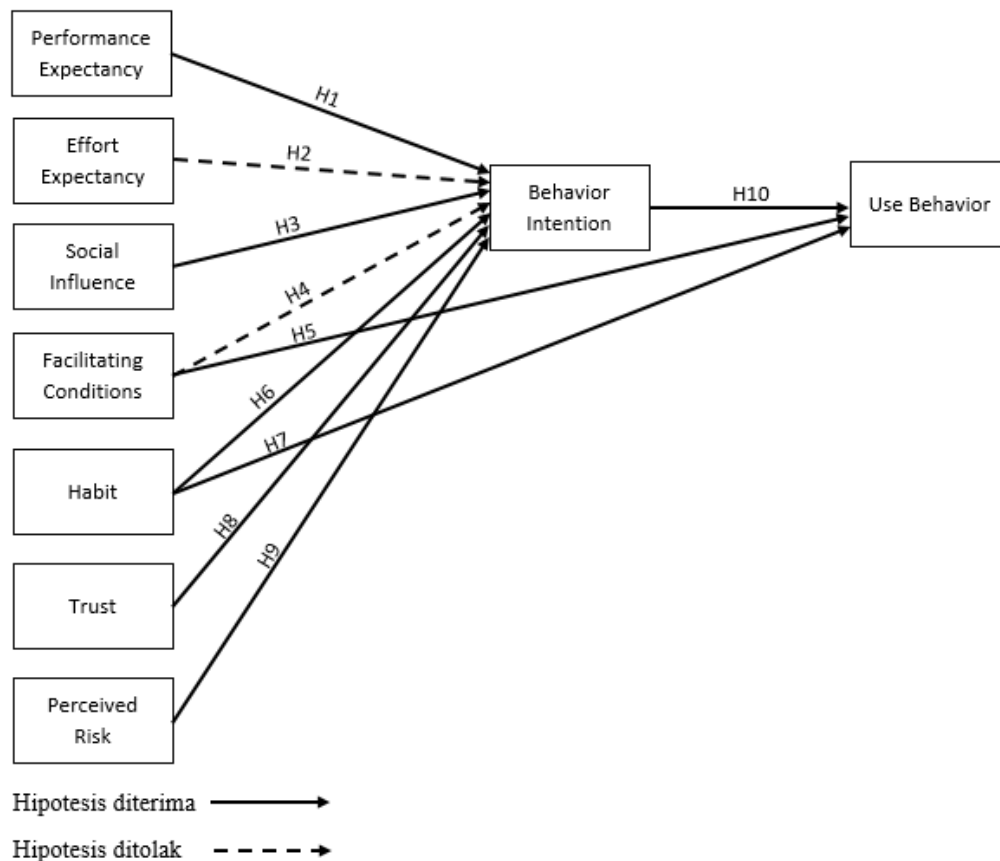 Performance
Expectancy
H1
Effort
Expectancy
H2
Behavior
Intention
H10
Use Behavior
Social
Influence
H3
H4
Facilitating
Conditions
H5
H6
Habit
H7
H8
H9
Trust
Perceived
Risk
Hipotesis diterima
Hipotesis ditolak